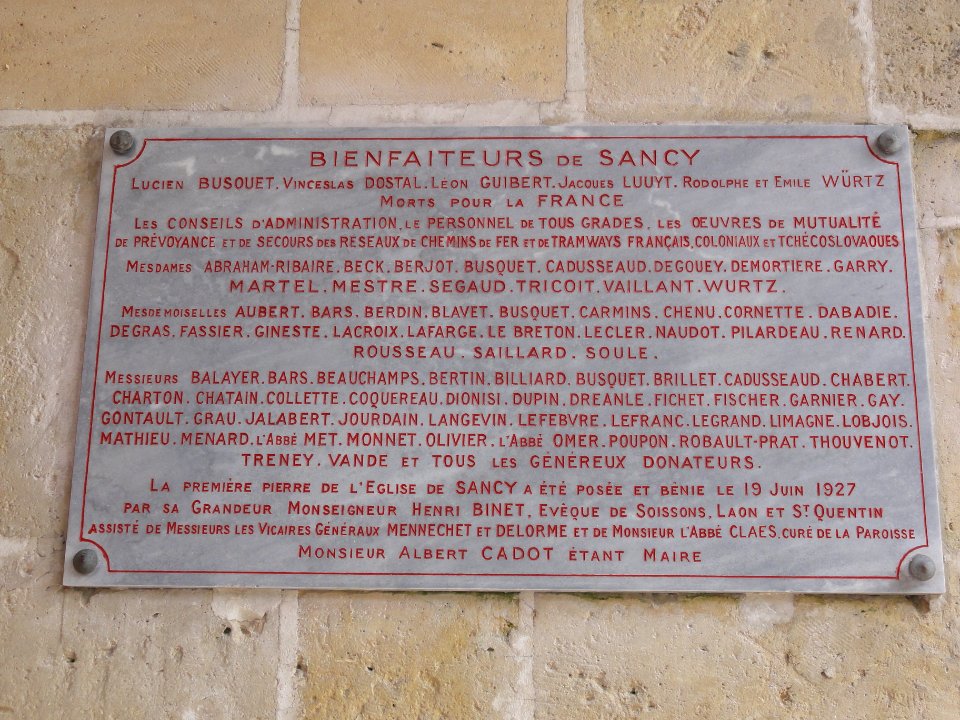 BIENFAITEURS DE SANCY
LUCIEN BUSQUET. VINCESLAS DOSTAL. LÉON GUIBERT. JACQUES LUUYT. RODOLPHE ET EMILE WÜRTZ
MORTS POUR LA FRANCE
LES CONSEILS D'ADMINISTRATION, LE PERSONNEL DE TOUS GRADES, LES ŒUVRES DE MUTUALITÉ
DE PRÉVOYANCE ET DE SECOURS DES RESEAUX DE CHEMINS DE FER ET DE TRAMWAYS FRANÇAIS, COLONIAUX ET TCHÉCOSLOVAQUES
MESDAMES ABRAHAM-RIBAIRE. BECK. BERJOT. BUSQUET. CADUSSEAUD. DEGOUEY. DEMORTIERE. GARRY.
MARTEL. MESTRE. SEGAUD. TRICOIT. VAILLANT. WURTZ.
MESDEMOISELLES AUBERT. BARS. BERDIN. BLAVET. BUSQUET. CARMINS. CHENU. CORNETTE. DABADIE.
DEGRAS. FASSIER. GINESTE. LACROIX. LAFARGE. LE BRETON. LECLER. NAUDOT. PILARDEAU. RENARD.
ROUSSEAU. SAILLARD. SOULE.
MESSIEURS BALAYER. BARS. BEAUCHAMPS. BERTIN. BILLIARD. BUSQUET. BRILLET. CADUSSEAUD. CHABERT.
CHARTON. CHATAIN. COLLETTE. COQUEREAU. DIONISI. DUPIN. DREANLE. FICHET. FISCHER. GARNIER. GAY.
GONTAULT. GRAU. JALABERT. JOURDAIN. LANGEVIN. LEFEBVRE. LEFRANC. LEGRAND. LIMAGNE. LOBJOIS.
MATHIEU. MENARD. L'ABBÉ MET. MONNET. OLIVIER. L'ABBÉ OMER. POUPON. ROBAULT-PRAT. THOUVENOT.
TRENEY. VANDE ET TOUS LES GÉNÉREUX DONATEURS.
LA PREMIÈRE PIERRE DE L'EGLISE DE SANCY A ÉTÉ POSÉE ET BÉNIE LE 19 JUIN 1927
PAR SA GRANDEUR MONSEIGNEUR HENRI BINET, EVÊQUE DE SOISSONS, LAON ET ST QUENTIN
ASSISTÉ DE MESSIEURS LES VICAIRES GÉNÉRAUX MENNECHET ET DELORME ET DE MONSIEUR L'ABBÉ CLAES, CURÉ DE LA PAROISSE
MONSIEUR ALBERT CADOT ÉTANT MAIRE